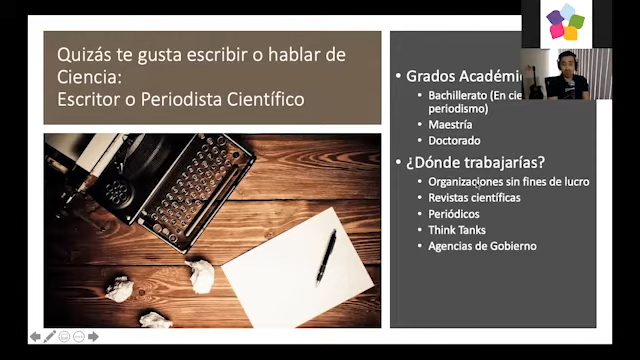 Quizás te gusta escribir o hablar de
Ciencia:
Escritor o Periodista Científico
• Grados Académi
• Bachillerato (En cie
periodismo)
• Maestría
• Doctorado
• ¿Dónde trabajarías?
• Organizaciones sin fines de lucro
• Revistas científicas
• Periódicos
• Think Tanks
• Agencias de Gobierno